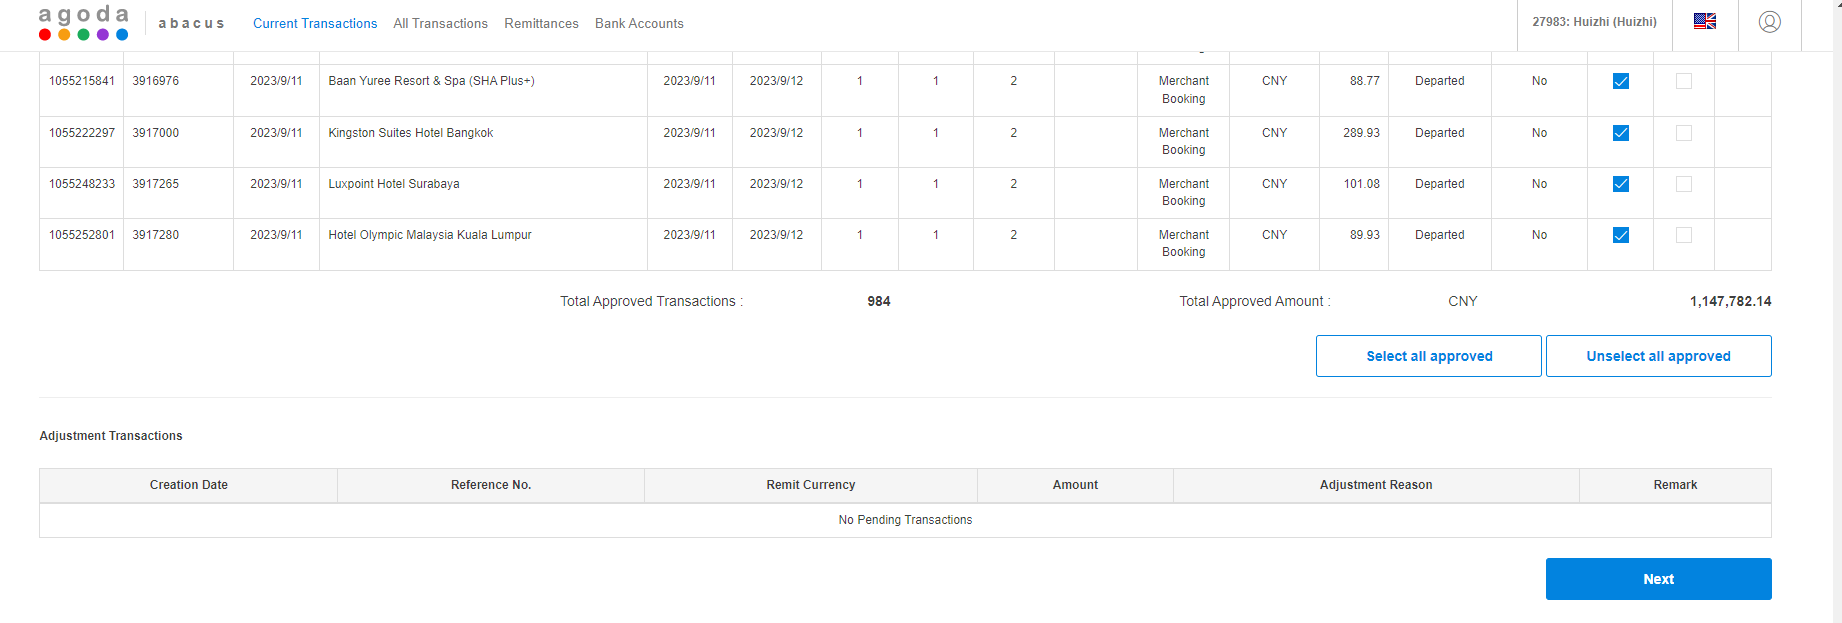 agoda abacus Current Transactions All Transactions Remittances Bank Accounts 27983: Huizhi (Huizhi)
1055215841 3916976 2023/9/11 Baan Yuree Resort & Spa (SHA Plus+) 2023/9/11 2023/9/12 1 1 2 Merchant Booking CNY 88.77 Departed No
1055222297 3917000 2023/9/11 Kingston Suites Hotel Bangkok 2023/9/11 2023/9/12 1 1 2 Merchant Booking CNY 289.93 Departed No
1055248233 3917265 2023/9/11 Luxpoint Hotel Surabaya 2023/9/11 2023/9/12 1 1 2 Merchant Booking CNY 101.08 Departed No
1055252801 3917280 2023/9/11 Hotel Olympic Malaysia Kuala Lumpur 2023/9/11 2023/9/12 1 1 2 Merchant Booking CNY 89.93 Departed No
Total Approved Transactions : 984 Total Approved Amount : CNY 1,147,782.14
Select all approved Unselect all approved
Adjustment Transactions
Creation Date Reference No. Remit Currency Amount Adjustment Reason Remark
No Pending Transactions
Next